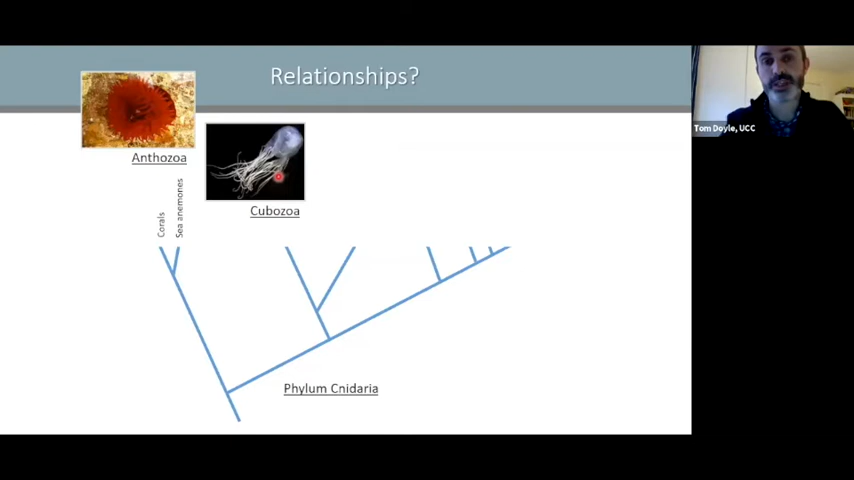 Relationships?
Anthozoa
Tom Doyle, UCC
Cubozoa
Corals
Sea anemones
Phylum Cnidaria